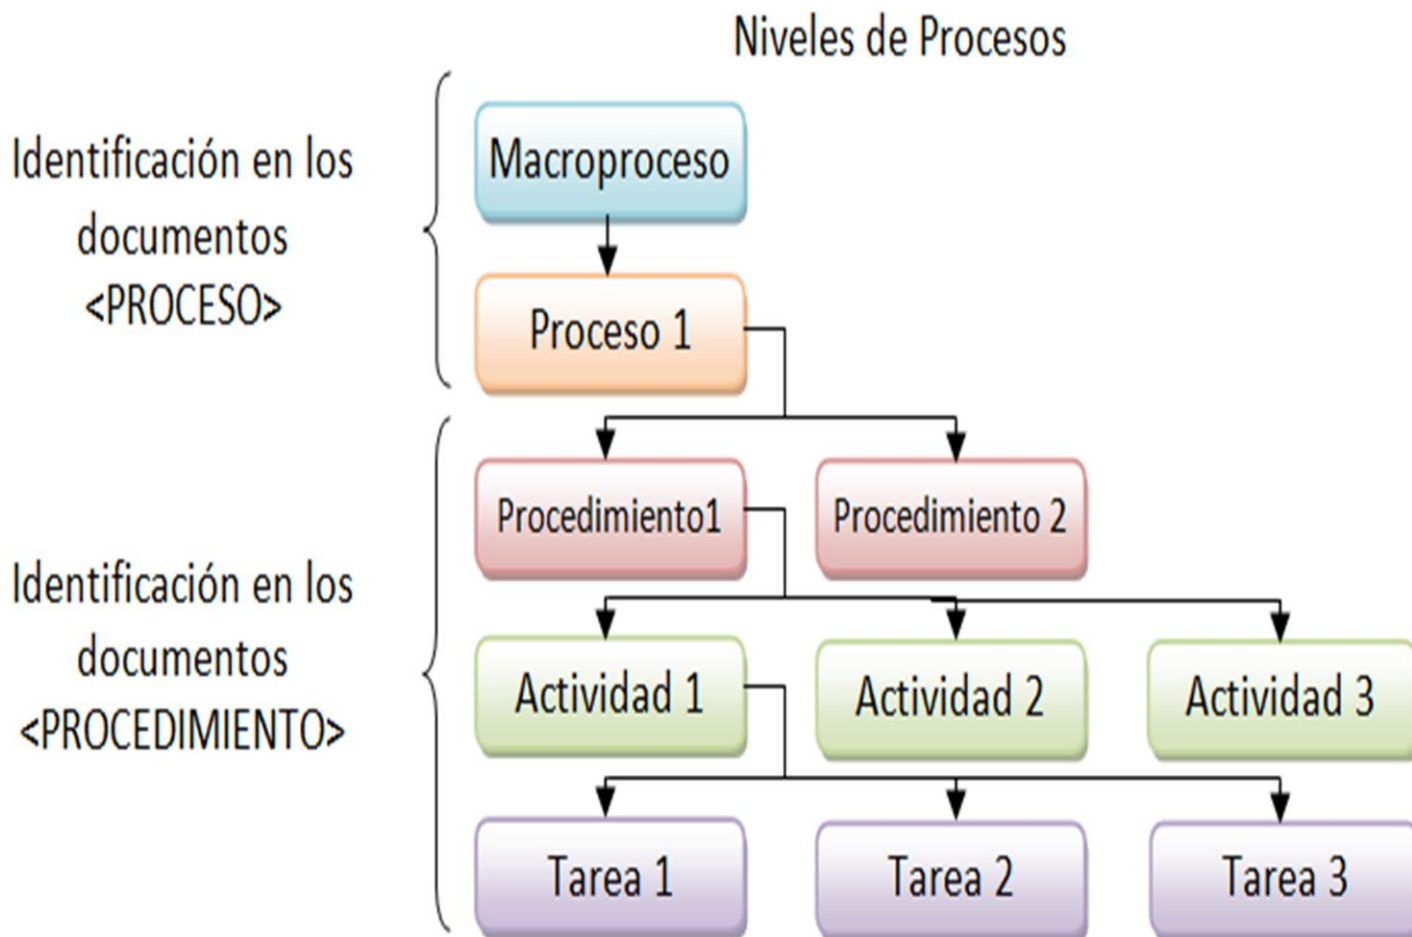 Niveles de Procesos
Identificación en los
documentos
<PROCESO>
Macroproceso
Proceso 1
Identificación en los
documentos
<PROCEDIMIENTO>
Procedimiento1
Procedimiento 2
Actividad 1
Actividad 2
Actividad 3
Tarea 1
Tarea 2
Tarea 3